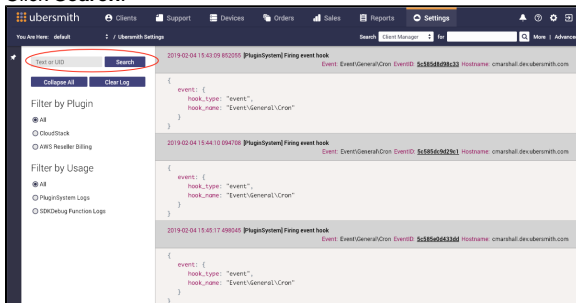 Click Search.
ubersmith Clients Support Devices Orders Sales Reports Settings
You Are Here: default / Ubersmith Settings Search Client Manager for More | Advance
Text or UID Search
Collapse All Clear Log
Filter by Plugin
All
CloudStack
AWS Reseller Billing
Filter by Usage
All
PluginSystem Logs
SDKDebug Function Logs
2019-02-04 15:43:09 852055 [PluginSystem] Firing event hook
Event: Event\General\Cron EventID: 5c585d8d98c33 Hostname: cmarshall.dev.ubersmith.com
{
event: {
hook_type: "event",
hook_name: "Event\General\Cron"
}
}
2019-02-04 15:44:10 094708 [PluginSystem] Firing event hook
Event: Event\General\Cron EventID: 5c585dc9d29c1 Hostname: cmarshall.dev.ubersmith.com
{
event: {
hook_type: "event",
hook_name: "Event\General\Cron"
}
}
2019-02-04 15:45:17 498045 [PluginSystem] Firing event hook
Event: Event\General\Cron EventID: 5c585e0d433dd Hostname: cmarshall.dev.ubersmith.com
{
event: {
hook_type: "event",
hook_name: "Event\General\Cron"
}
}